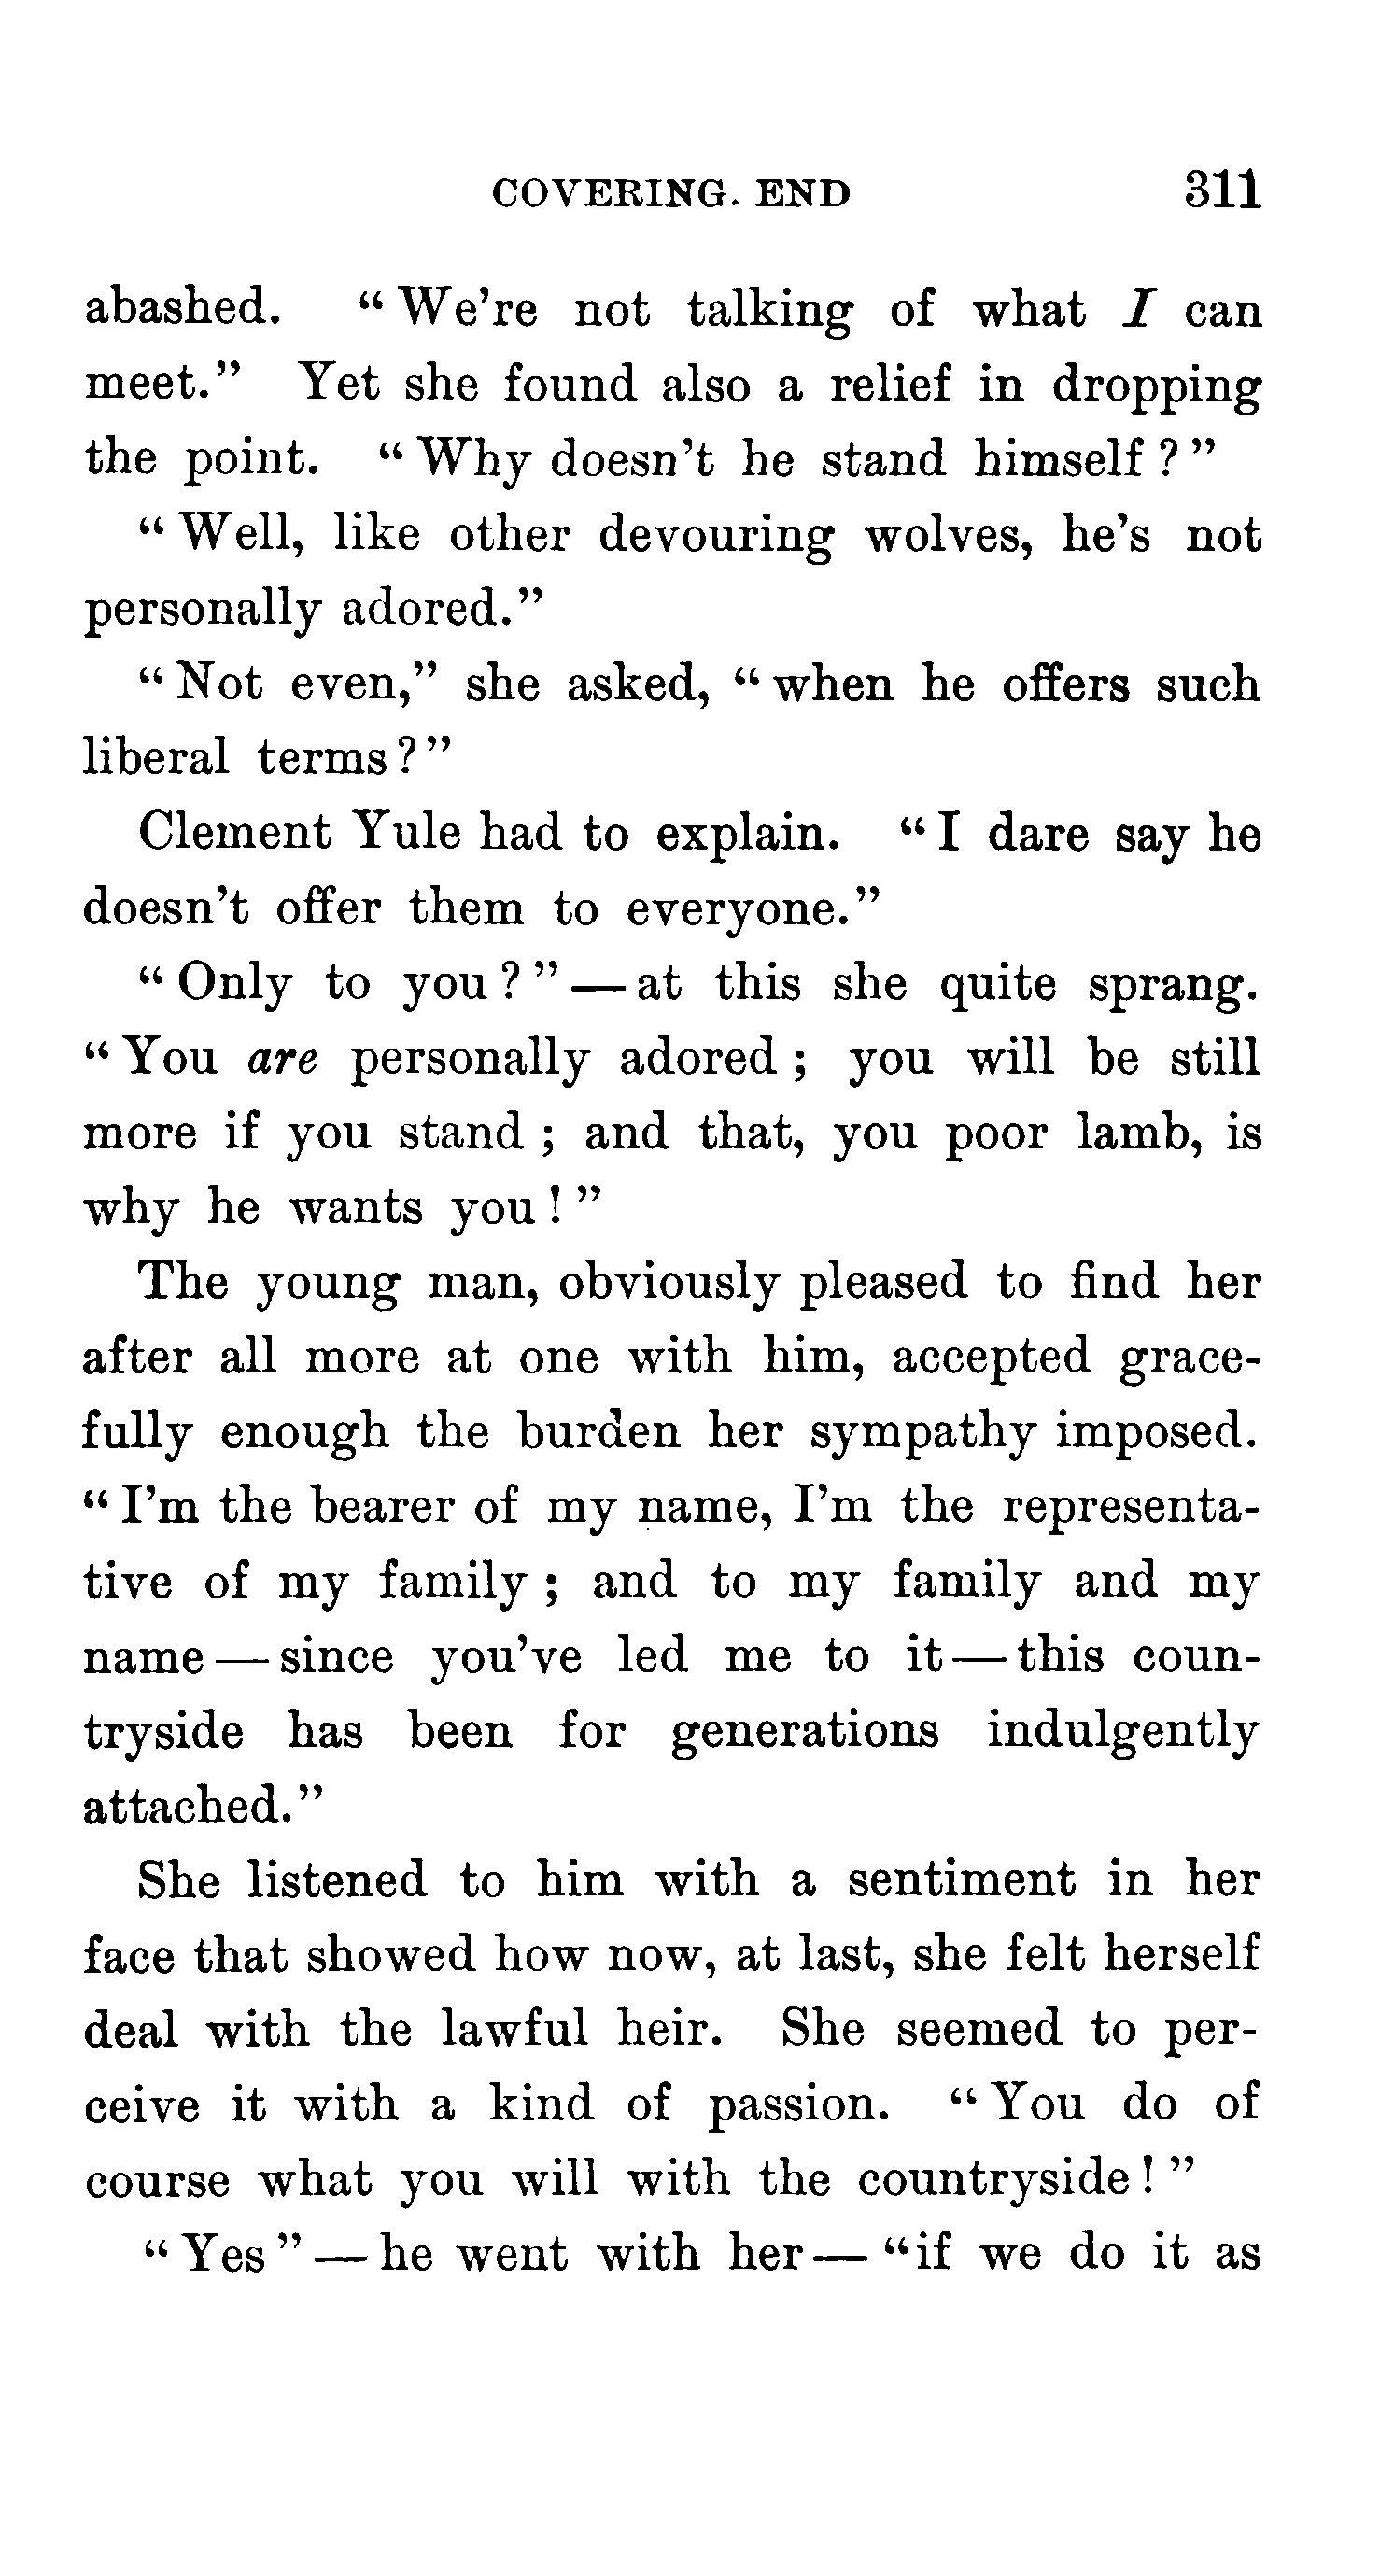 COVERING. END 311
abashed. “We're not talking of what I can
meet.” Yet she found also a relief in dropping
the point. “Why doesn't he stand himself?”
“Well, like other devouring wolves, he's not
personally adored.”
“Not even,” she asked, “when he offers such
liberal terms?”
Clement Yule had to explain. “I dare say he
doesn't offer them to everyone.”
“Only to you?”—at this she quite sprang.
“You are personally adored; you will be still
more if you stand; and that, you poor lamb, is
why he wants you!”
The young man, obviously pleased to find her
after all more at one with him, accepted grace-
fully enough the burden her sympathy imposed.
“I'm the bearer of my name, I'm the representa-
tive of my family; and to my family and my
name—since you've led me to it—this coun-
tryside has been for generations indulgently
attached.”
She listened to him with a sentiment in her
face that showed how now, at last, she felt herself
deal with the lawful heir. She seemed to per-
ceive it with a kind of passion. “You do of
course what you will with the countryside!”
“Yes”—he went with her—“if we do it as